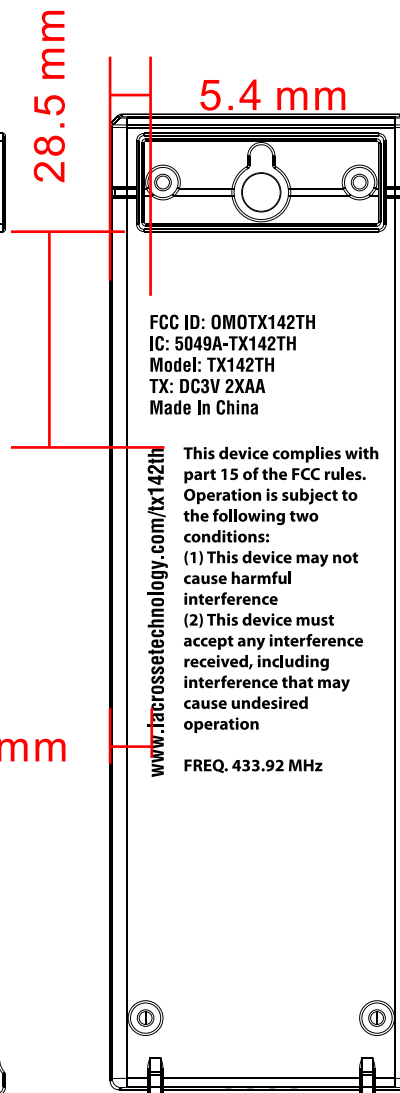 28.5 mm
5.4 mm
FCC ID: OMOTX142TH
IC: 5049A-TX142TH
Model: TX142TH
TX: DC3V 2XAA
Made In China
www.lacrossetechnology.com/tx142th
This device complies with
part 15 of the FCC rules.
Operation is subject to
the following two
conditions:
(1) This device may not
cause harmful
interference
(2) This device must
accept any interference
received, including
interference that may
cause undesired
operation
mm
FREQ. 433.92 MHz